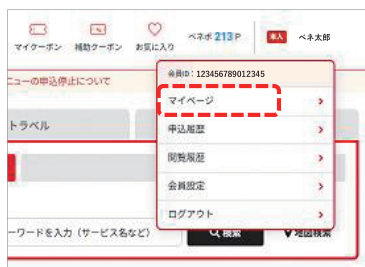 マイクーポン 補助クーポン お気に入り
ベネポ 213 P
本人 ベネ太郎
ニューの申込停止について
会員ID：123456789012345
マイページ
トラベル
申込履歴
閲覧履歴
会員設定
ログアウト
ーワードを入力（サービス名など）
検索
地図検索